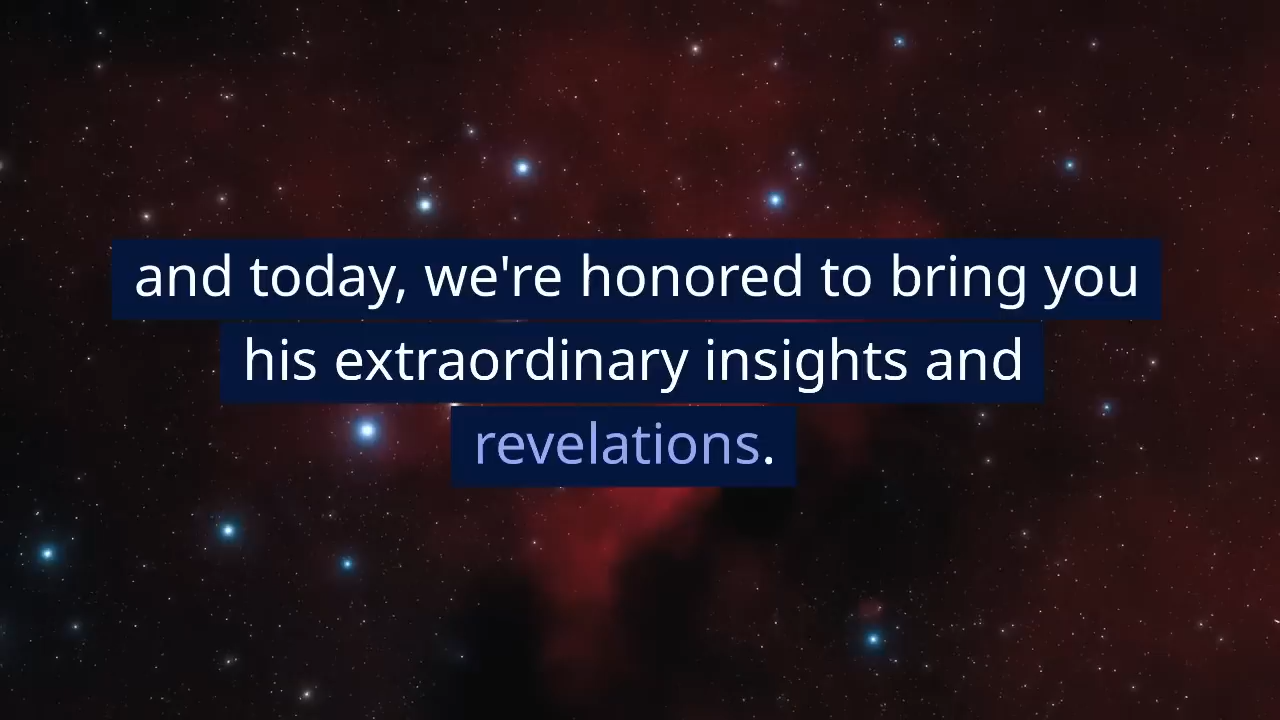 and today, we're honored to bring you
his extraordinary insights and
revelations.